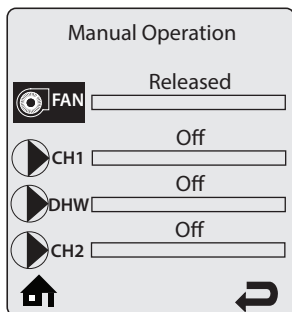 Manual Operation
Released
FAN
Off
CH1
Off
DHW
Off
CH2